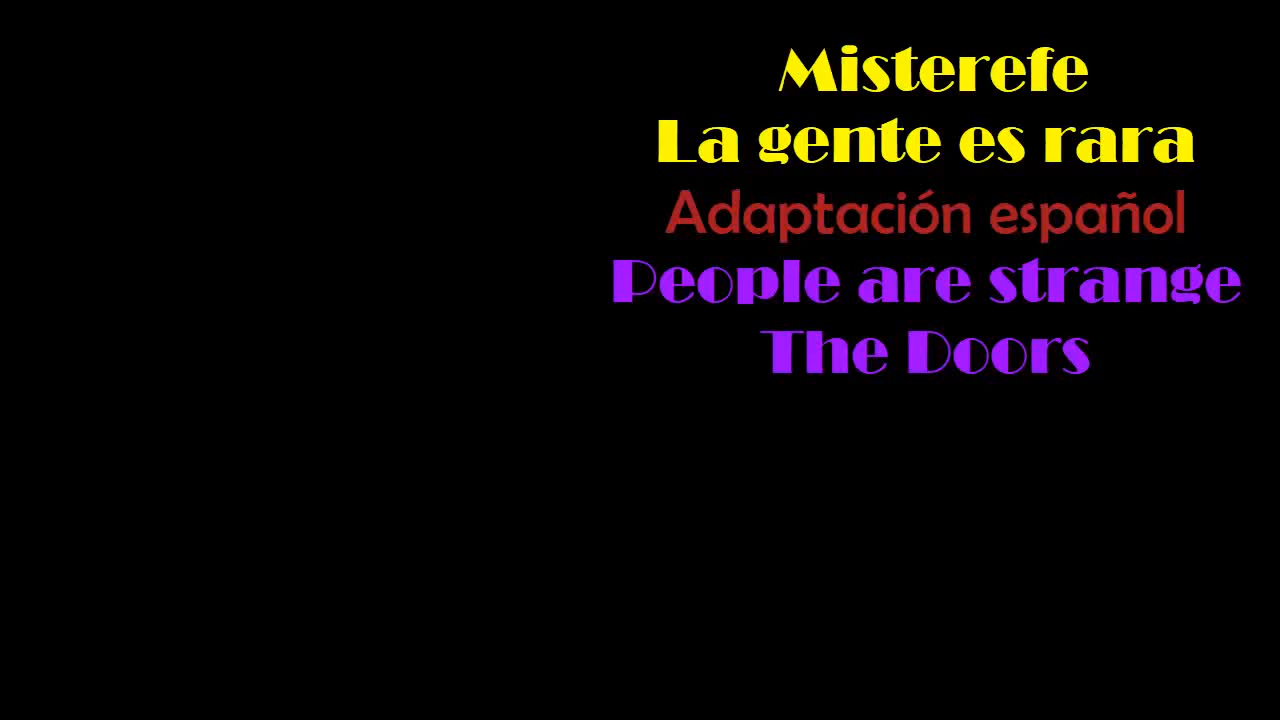 Misterefe
La gente es rara
Adaptación español
People are strange
The Doors